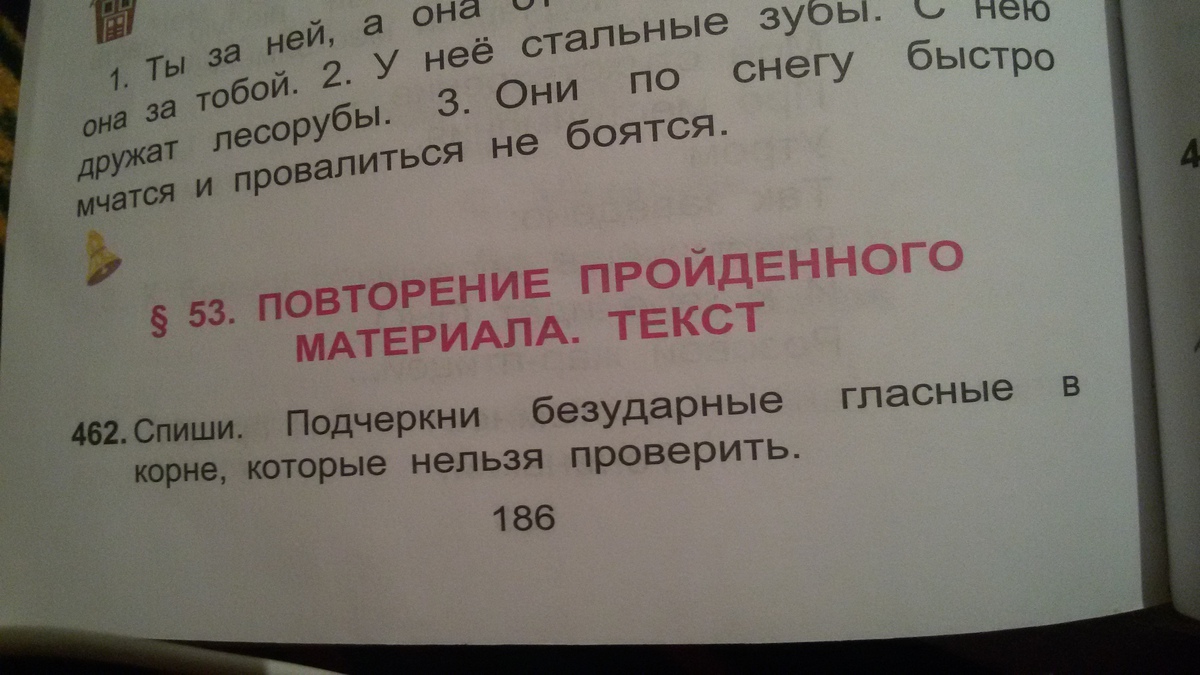 1. Ты за ней, а она от
она за тобой. 2. У неё стальные зубы. С нею
дружат лесорубы. 3. Они по снегу быстро
мчатся и провалиться не боятся.
§ 53. ПОВТОРЕНИЕ ПРОЙДЕННОГО
МАТЕРИАЛА. ТЕКСТ
462. Спиши. Подчеркни безударные гласные в
корне, которые нельзя проверить.
186
4